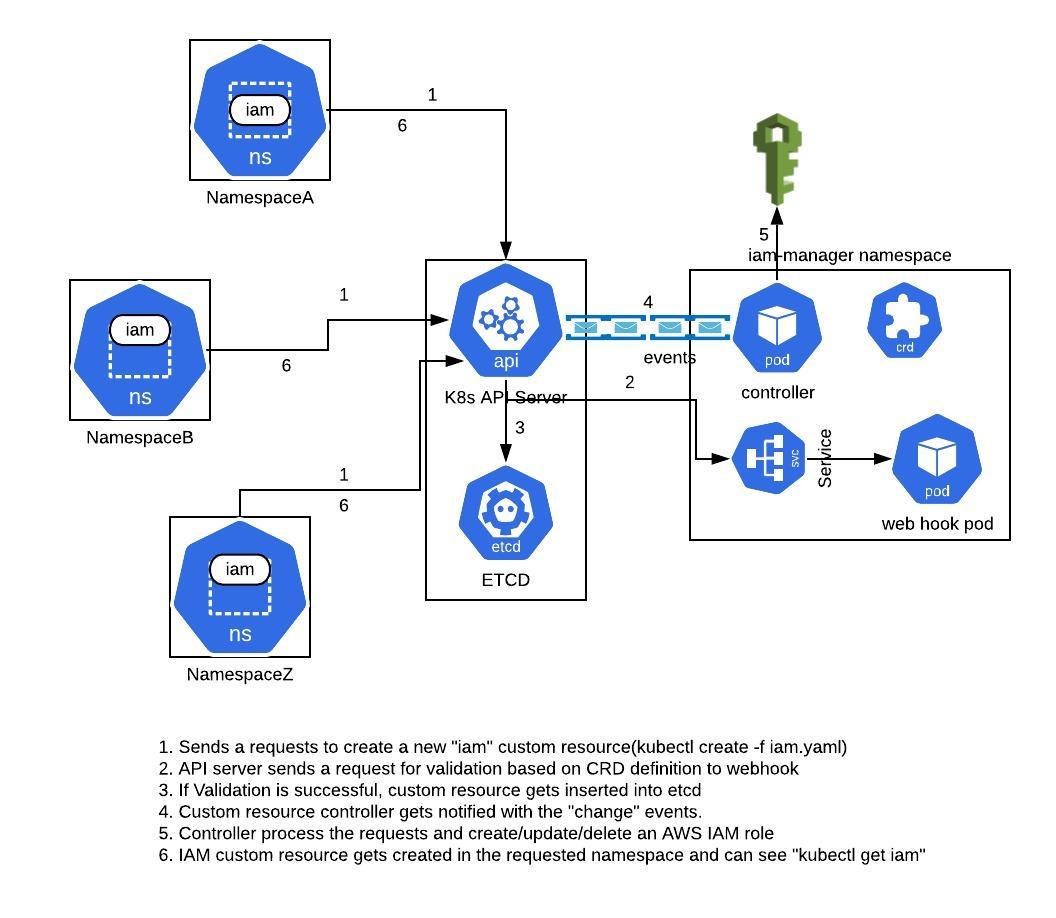 1
6
iam
ns
NamespaceA
5
iam-manager namespace
1
6
iam
ns
NamespaceB
api
K8s API Server
4
events
pod
controller
crd
2
3
svc
Service
pod
web hook pod
etcd
ETCD
1
6
iam
ns
NamespaceZ
1. Sends a requests to create a new "iam" custom resource(kubectl create -f iam.yaml)
2. API server sends a request for validation based on CRD definition to webhook
3. If Validation is successful, custom resource gets inserted into etcd
4. Custom resource controller gets notified with the "change" events.
5. Controller process the requests and create/update/delete an AWS IAM role
6. IAM custom resource gets created in the requested namespace and can see "kubectl get iam"